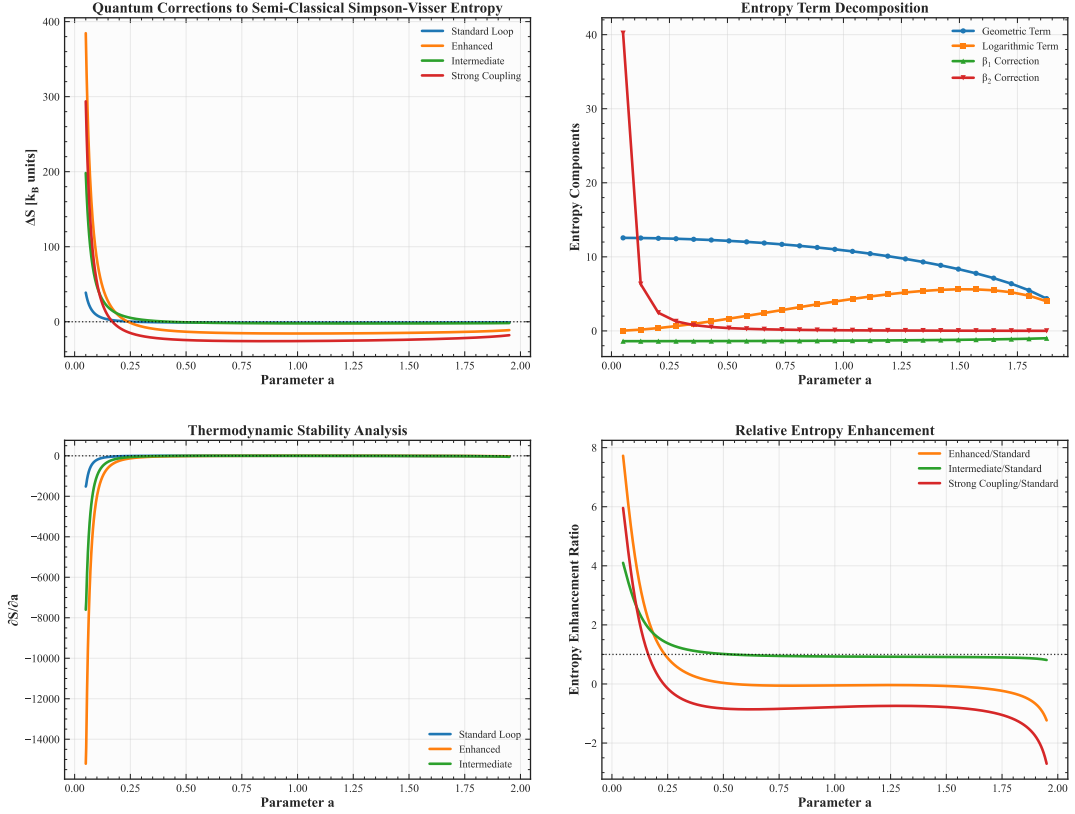 Quantum Corrections to Semi-Classical Simpson-Visser Entropy
Standard Loop
Enhanced
Intermediate
Strong Coupling
400
300
200
100
0
ΔS [k_B units]
0.00 0.25 0.50 0.75 1.00 1.25 1.50 1.75 2.00
Parameter a
Entropy Term Decomposition
Geometric Term
Logarithmic Term
β₁ Correction
β₂ Correction
40
30
20
10
0
Entropy Components
0.00 0.25 0.50 0.75 1.00 1.25 1.50 1.75
Parameter a
Thermodynamic Stability Analysis
0
−2000
−4000
−6000
−8000
−10000
−12000
−14000
∂S/∂a
Standard Loop
Enhanced
Intermediate
0.00 0.25 0.50 0.75 1.00 1.25 1.50 1.75 2.00
Parameter a
Relative Entropy Enhancement
Enhanced/Standard
Intermediate/Standard
Strong Coupling/Standard
8
6
4
2
0
−2
Entropy Enhancement Ratio
0.00 0.25 0.50 0.75 1.00 1.25 1.50 1.75 2.00
Parameter a